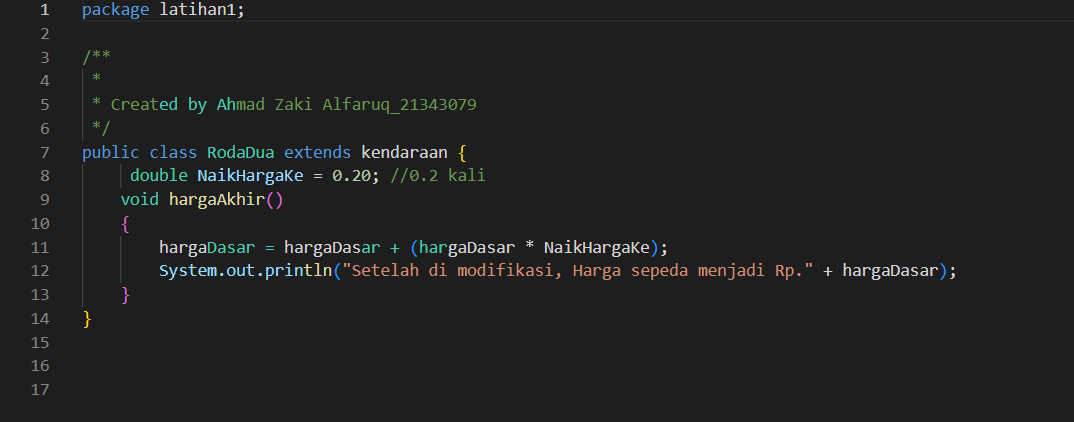 1 package latihan1;
2
3 /**
4 *
5 * Created by Ahmad Zaki Alfaruq_21343079
6 */
7 public class RodaDua extends kendaraan {
8 double NaikHargaKe = 0.20; //0.2 kali
9 void hargaAkhir()
10 {
11 hargaDasar = hargaDasar + (hargaDasar * NaikHargaKe);
12 System.out.println("Setelah di modifikasi, Harga sepeda menjadi Rp." + hargaDasar);
13 }
14 }
15
16
17